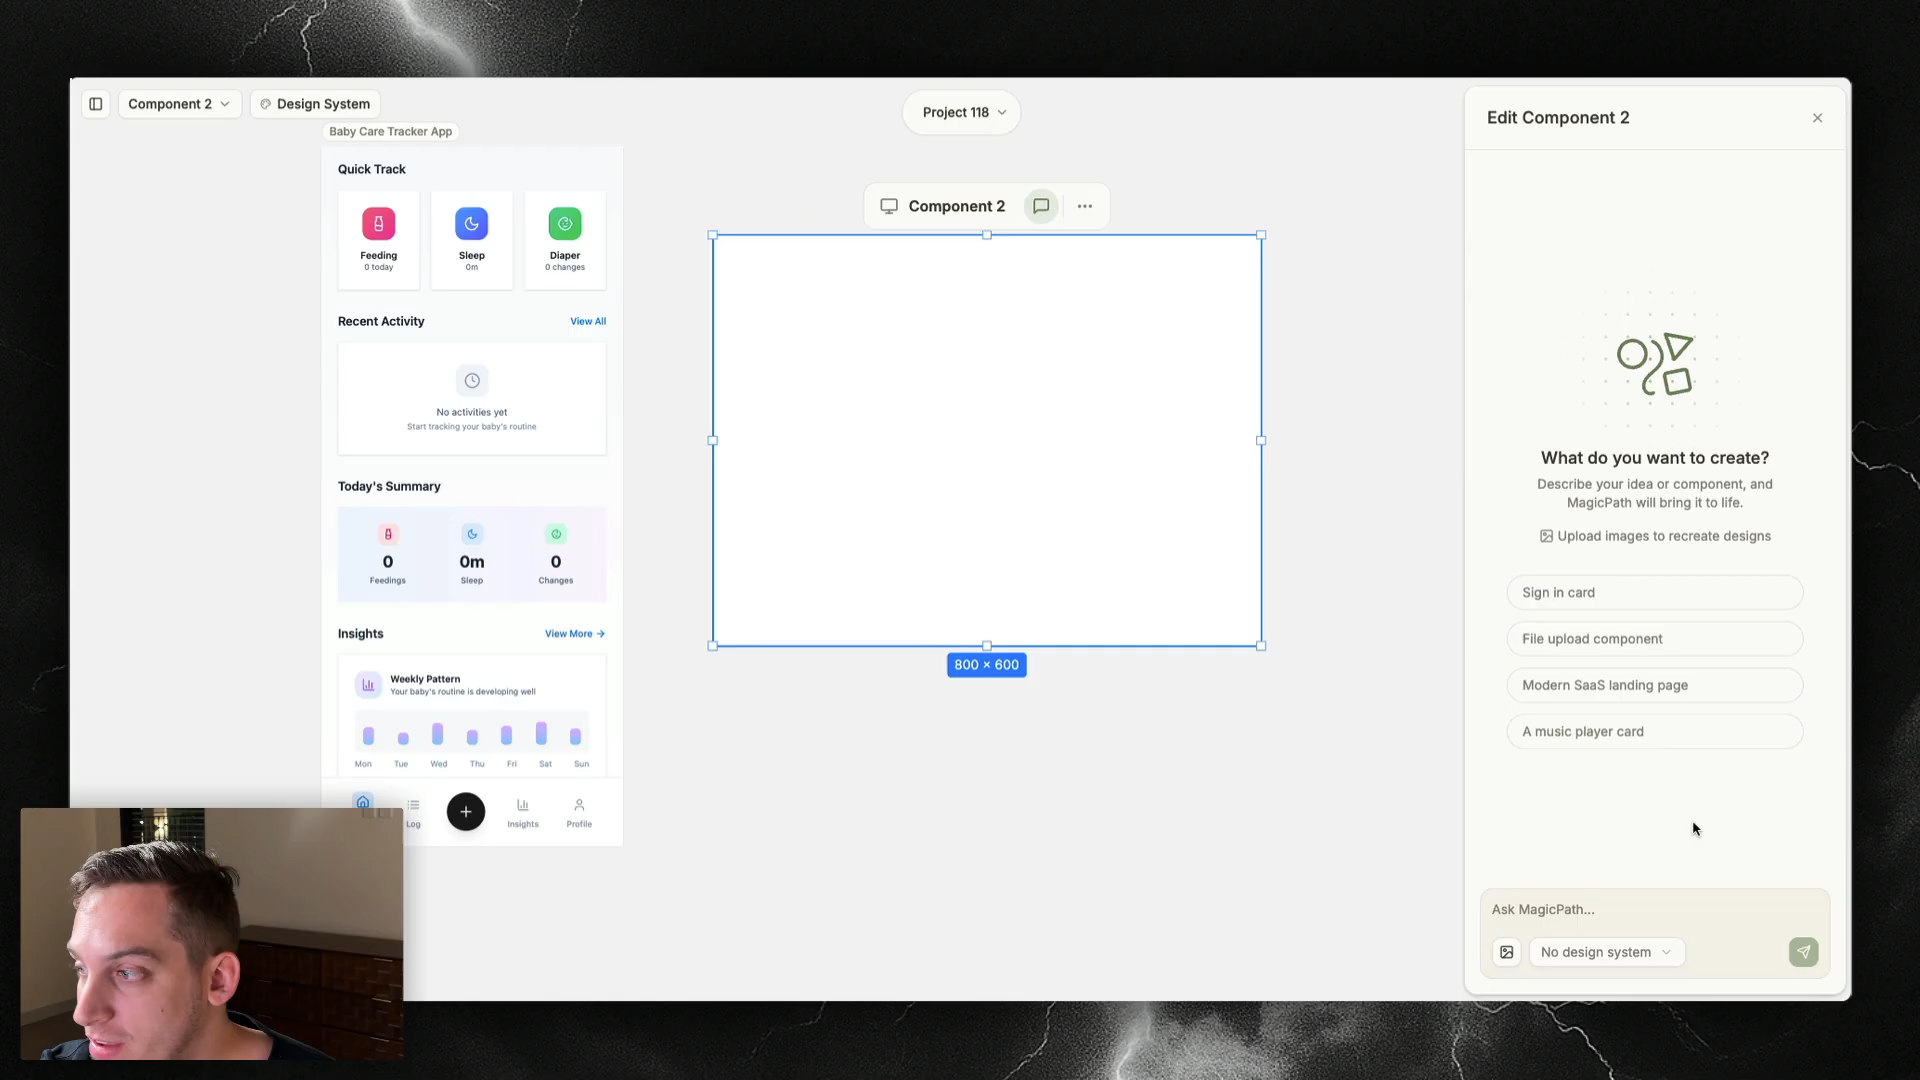 Component 2
Design System
Project 118
Baby Care Tracker App
Quick Track
Feeding
0 today
Sleep
0m
Diaper
0 changes
Recent Activity
View All
No activities yet
Start tracking your baby's routine
Today's Summary
0
Feedings
0m
Sleep
0
Changes
Insights
View More →
Weekly Pattern
Your baby's routine is developing well
Mon Tue Wed Thu Fri Sat Sun
Log
Insights
Profile
Component 2
800 × 600
Edit Component 2
What do you want to create?
Describe your idea or component, and
MagicPath will bring it to life.
Upload images to recreate designs
Sign in card
File upload component
Modern SaaS landing page
A music player card
Ask MagicPath...
No design system